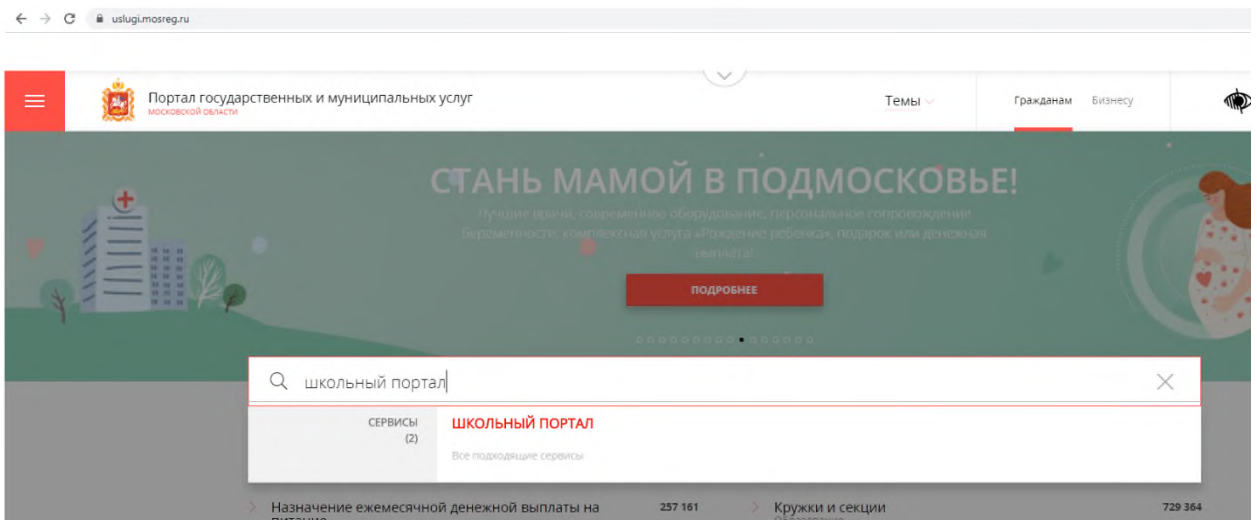 uslugi.mosreg.ru
Портал государственных и муниципальных услуг
МОСКОВСКОЙ ОБЛАСТИ
Темы
Гражданам
Бизнесу
СТАНЬ МАМОЙ В ПОДМОСКОВЬЕ!
Лучшие врачи, современное оборудование, персональное сопровождение
беременности, комплексная услуга «Рождение ребенка», подарок или денежная
выплата!
ПОДРОБНЕЕ
школьный портал
СЕРВИСЫ
(2)
ШКОЛЬНЫЙ ПОРТАЛ
Все подходящие сервисы
Назначение ежемесячной денежной выплаты на
питание
257 161
Кружки и секции
Образование
729 364